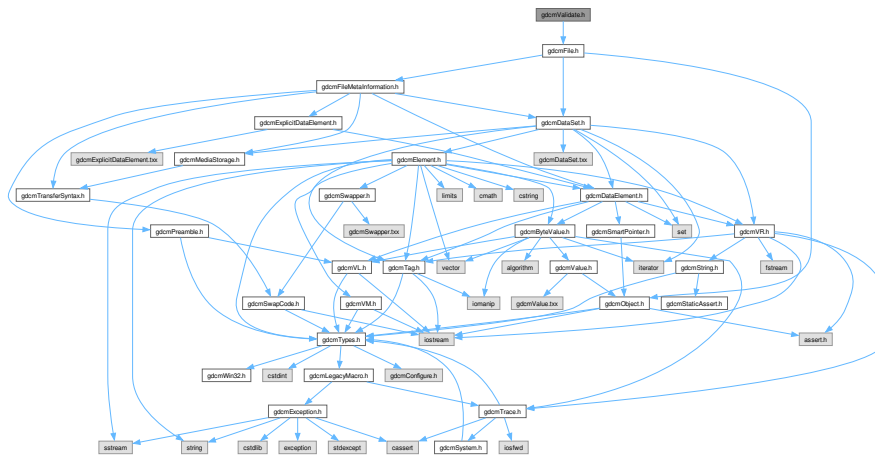 gdcmValidate.h
gdcmFile.h
gdcmFileMetaInformation.h
gdcmExplicitDataElement.h
gdcmDataSet.h
gdcmExplicitDataElement.txx
gdcmMediaStorage.h
gdcmElement.h
gdcmDataSet.txx
gdcmTransferSyntax.h
gdcmSwapper.h
limits
cmath
cstring
gdcmDataElement.h
gdcmPreamble.h
gdcmSwapper.txx
gdcmByteValue.h
gdcmSmartPointer.h
set
gdcmVR.h
gdcmVL.h
gdcmTag.h
vector
algorithm
gdcmValue.h
iterator
gdcmString.h
fstream
gdcmSwapCode.h
gdcmVM.h
iomanip
gdcmValue.txx
gdcmObject.h
gdcmStaticAssert.h
gdcmTypes.h
iostream
assert.h
gdcmWin32.h
cstdint
gdcmLegacyMacro.h
gdcmConfigure.h
gdcmException.h
gdcmTrace.h
sstream
string
cstdlib
exception
stdexcept
cassert
gdcmSystem.h
iosfwd